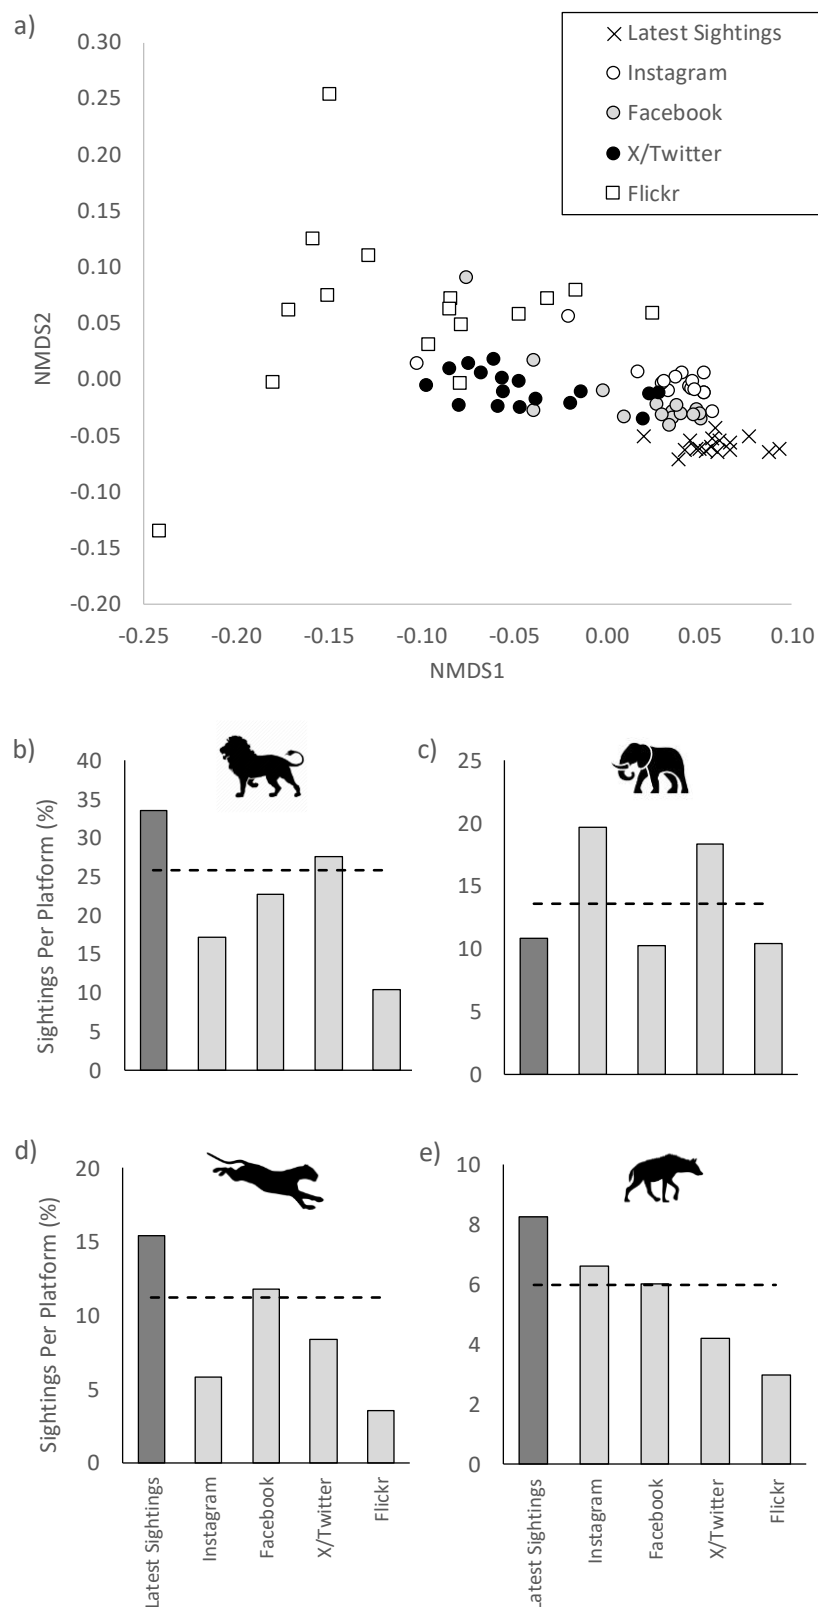 a)
Latest Sightings
Instagram
Facebook
X/Twitter
Flickr
0.30
0.25
0.20
0.15
0.10
0.05
0.00
-0.05
-0.10
-0.15
-0.20
NMDS2
-0.25 -0.20 -0.15 -0.10 -0.05 0.00 0.05 0.10
NMDS1
b)
40
35
30
25
20
15
10
5
0
Sightings Per Platform (%)
c)
25
20
15
10
5
0
d)
20
15
10
5
0
Sightings Per Platform (%)
Latest Sightings
Instagram
Facebook
X/Twitter
Flickr
e)
10
8
6
4
2
0
Latest Sightings
Instagram
Facebook
X/Twitter
Flickr